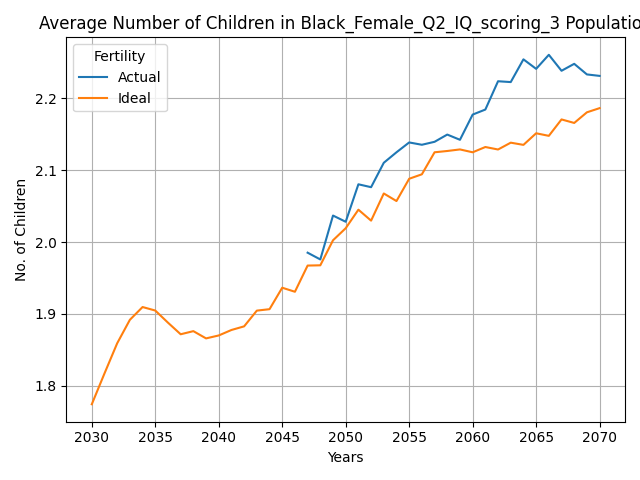 Average Number of Children in Black_Female_Q2_IQ_scoring_3 Populatio
Fertility
Actual
Ideal
2.2
2.1
2.0
1.9
1.8
No. of Children
2030 2035 2040 2045 2050 2055 2060 2065 2070
Years